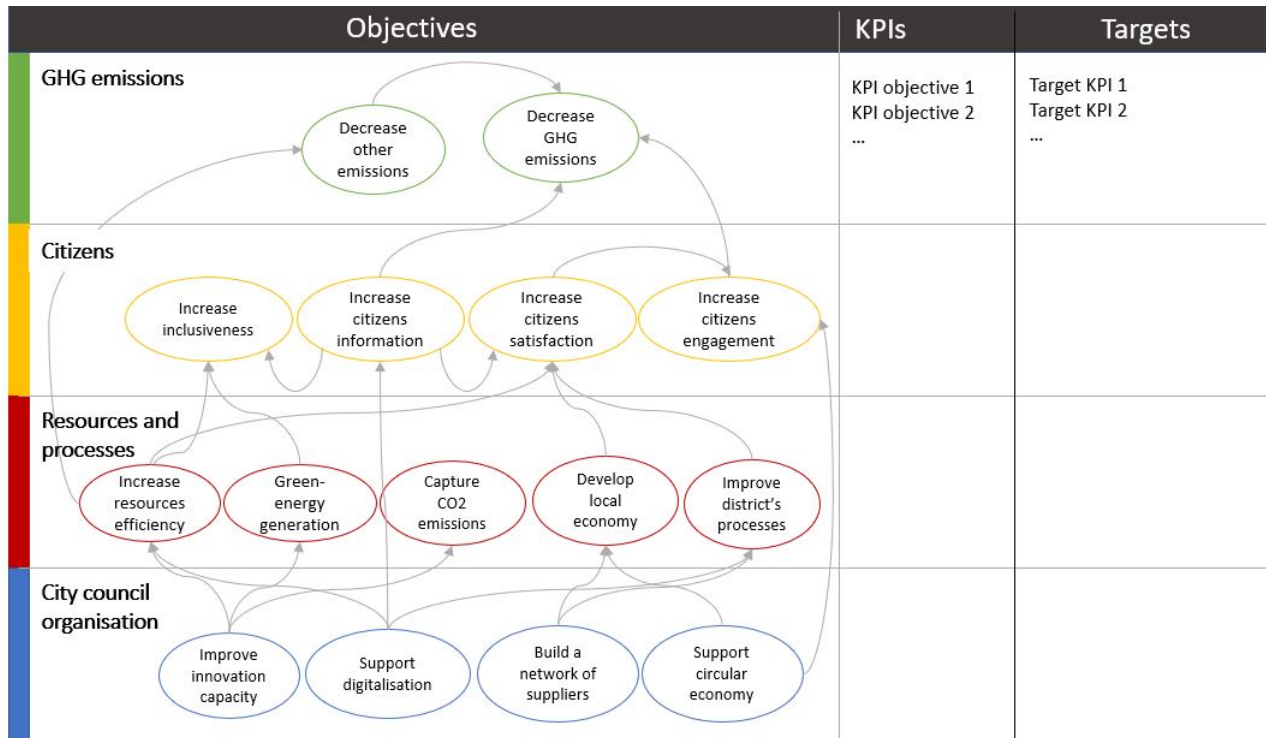 Objectives
KPIs
Targets
GHG emissions
Decrease
other
emissions
Decrease
GHG
emissions
KPI objective 1
KPI objective 2
...
Target KPI 1
Target KPI 2
...
Citizens
Increase
inclusiveness
Increase
citizens
information
Increase
citizens
satisfaction
Increase
citizens
engagement
Resources and
processes
Increase
resources
efficiency
Green-
energy
generation
Capture
CO2
emissions
Develop
local
economy
Improve
district's
processes
City council
organisation
Improve
innovation
capacity
Support
digitalisation
Build a
network of
suppliers
Support
circular
economy